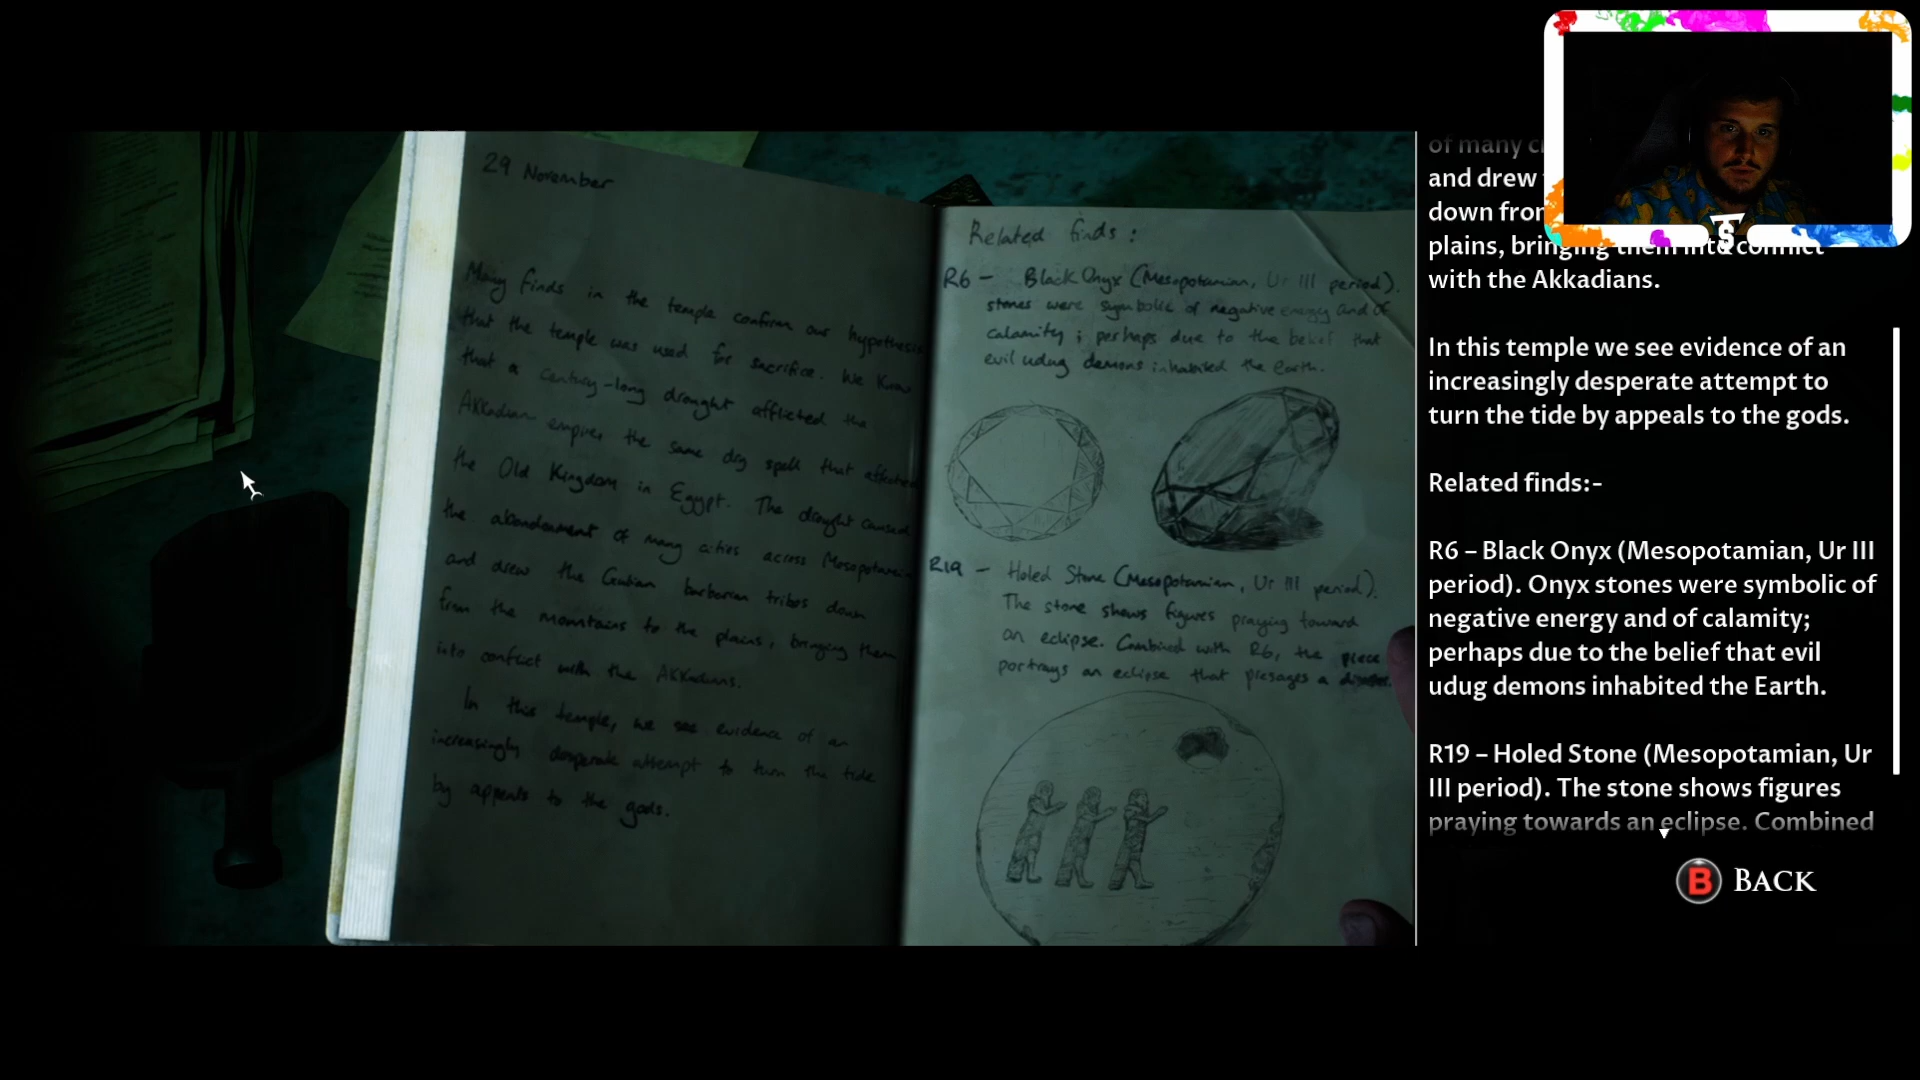 29 November
Many finds in the temple confirm our hypothesis
that the temple was used for sacrifice. We know
that a century-long drought afflicted the
Akkadian empire, the same dry spell that affected
the Old Kingdom in Egypt. The drought caused
the abandonment of many cities across Mesopotamia
and drew the Gutian barbarian tribes down
from the mountains to the plains, bringing them
into conflict with the Akkadians.
In this temple, we see evidence of an
increasingly desperate attempt to turn the tide
by appeals to the gods.
Related finds:
R6 - Black Onyx (Mesopotamian, Ur III period).
stones were symbolic of negative energy and of
calamity; perhaps due to the belief that
evil udug demons inhabited the earth.
R19 - Holed Stone (Mesopotamian, Ur III period).
The stone shows figures praying toward
an eclipse. Combined with R6, the piece
portrays an eclipse that presages a disaster.
of many
and drew
down from
plains, bringing them into conflict
with the Akkadians.
In this temple we see evidence of an
increasingly desperate attempt to
turn the tide by appeals to the gods.
Related finds:-
R6 – Black Onyx (Mesopotamian, Ur III
period). Onyx stones were symbolic of
negative energy and of calamity;
perhaps due to the belief that evil
udug demons inhabited the Earth.
R19 – Holed Stone (Mesopotamian, Ur
III period). The stone shows figures
praying towards an eclipse. Combined
B BACK